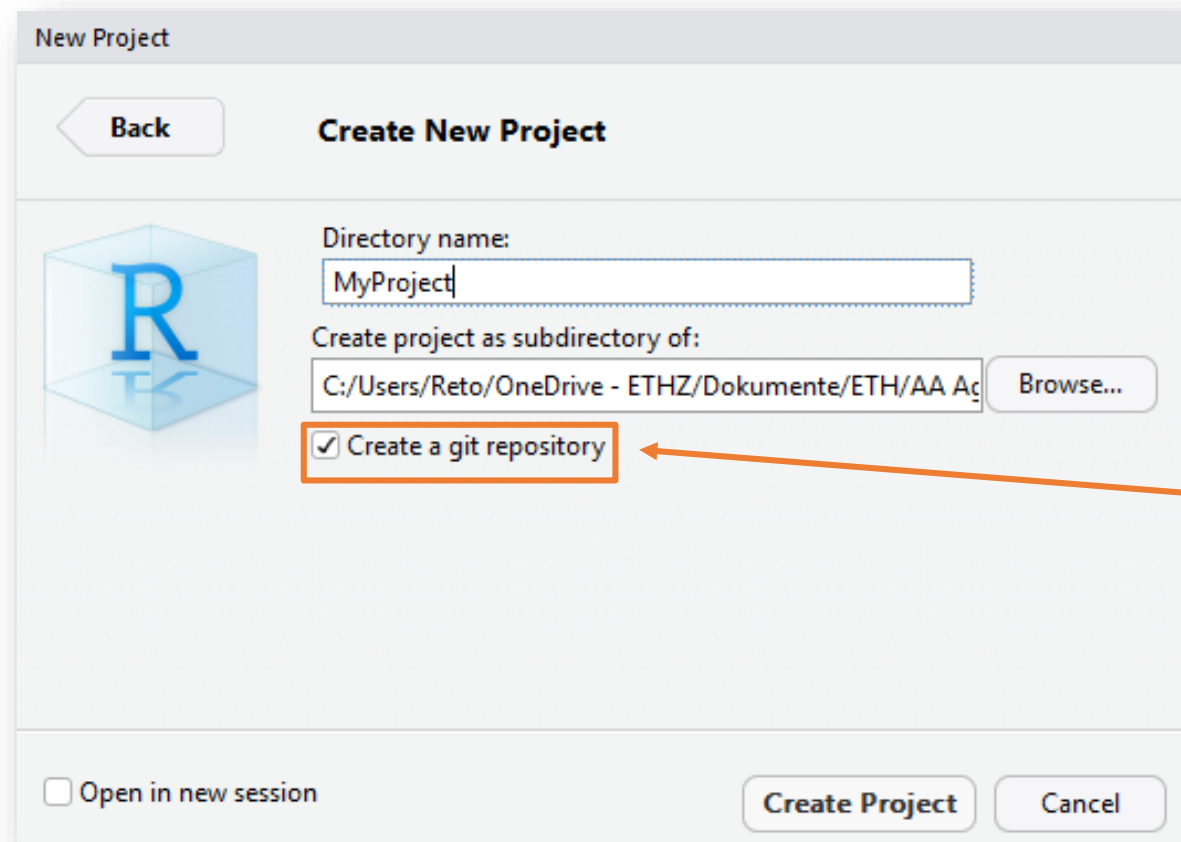 New Project
Back
Create New Project
R
Directory name:
MyProject
Create project as subdirectory of:
C:/Users/Reto/OneDrive - ETHZ/Dokumente/ETH/AA Ag
Browse...
Create a git repository
Open in new session
Create Project
Cancel